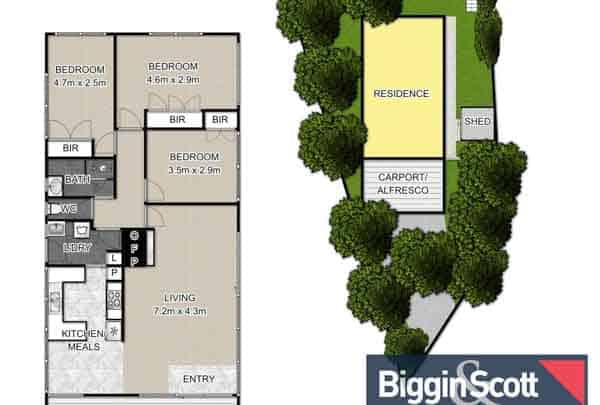 BEDROOM
4.7m x 2.5m
BEDROOM
4.6m x 2.9m
BIR
BIR
BIR
BEDROOM
3.5m x 2.9m
BATH
WC
L'DRY
OFP
L
P
LIVING
7.2m x 4.3m
KITCHEN
MEALS
ENTRY
RESIDENCE
SHED
CARPORT/
ALFRESCO
Biggin&Scott